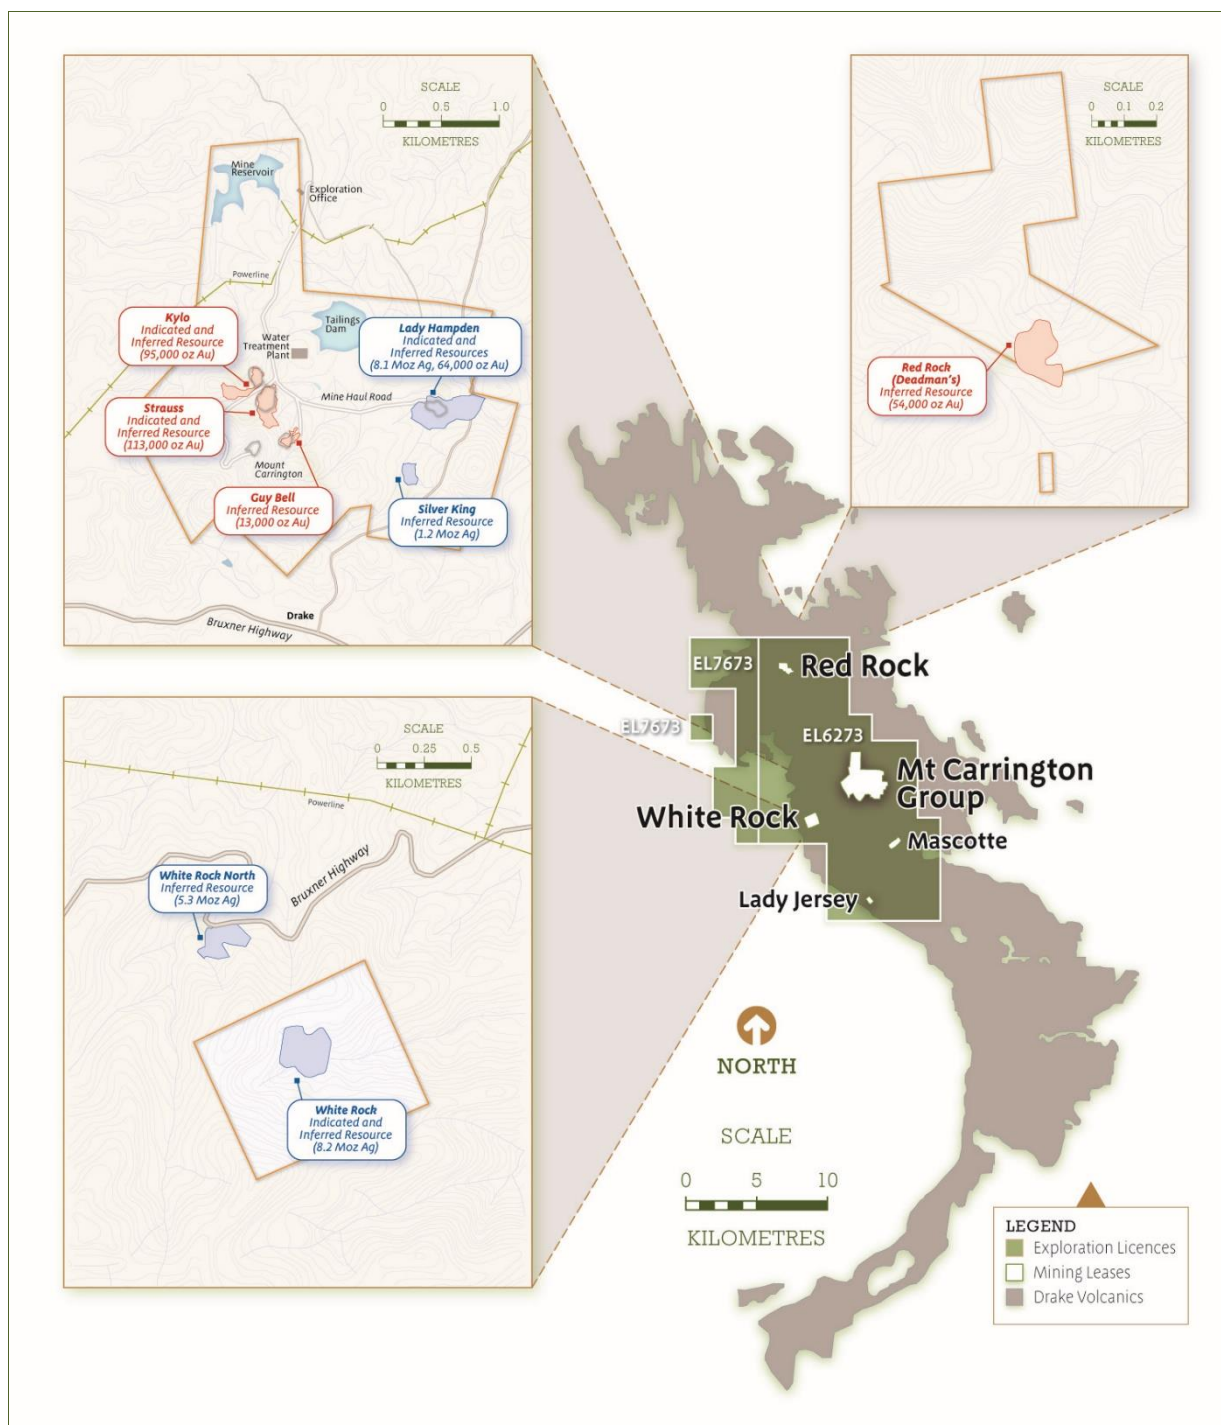 SCALE
0 0.5 1.0
KILOMETRES
Mine
Reservoir
Exploration
Office
Powerline
Kylo
Indicated and
Inferred Resource
(95,000 oz Au)
Tailings
Dam
Water
Treatment
Plant
Lady Hampden
Indicated and
Inferred Resources
(8.1 Moz Ag, 64,000 oz Au)
Mine Haul Road
Strauss
Indicated and
Inferred Resource
(113,000 oz Au)
Mount
Carrington
Guy Bell
Inferred Resource
(13,000 oz Au)
Silver King
Inferred Resource
(1.2 Moz Ag)
Drake
Bruxner Highway
SCALE
0 0.1 0.2
KILOMETRES
Red Rock
(Deadman's)
Inferred Resource
(54,000 oz Au)
SCALE
0 0.25 0.5
KILOMETRES
Powerline
Bruxner Highway
White Rock North
Inferred Resource
(5.3 Moz Ag)
White Rock
Indicated and
Inferred Resource
(8.2 Moz Ag)
EL7673
Red Rock
EL7673
EL6273
Mt Carrington
Group
White Rock
Mascotte
Lady Jersey
NORTH
SCALE
0 5 10
KILOMETRES
LEGEND
Exploration Licences
Mining Leases
Drake Volcanics